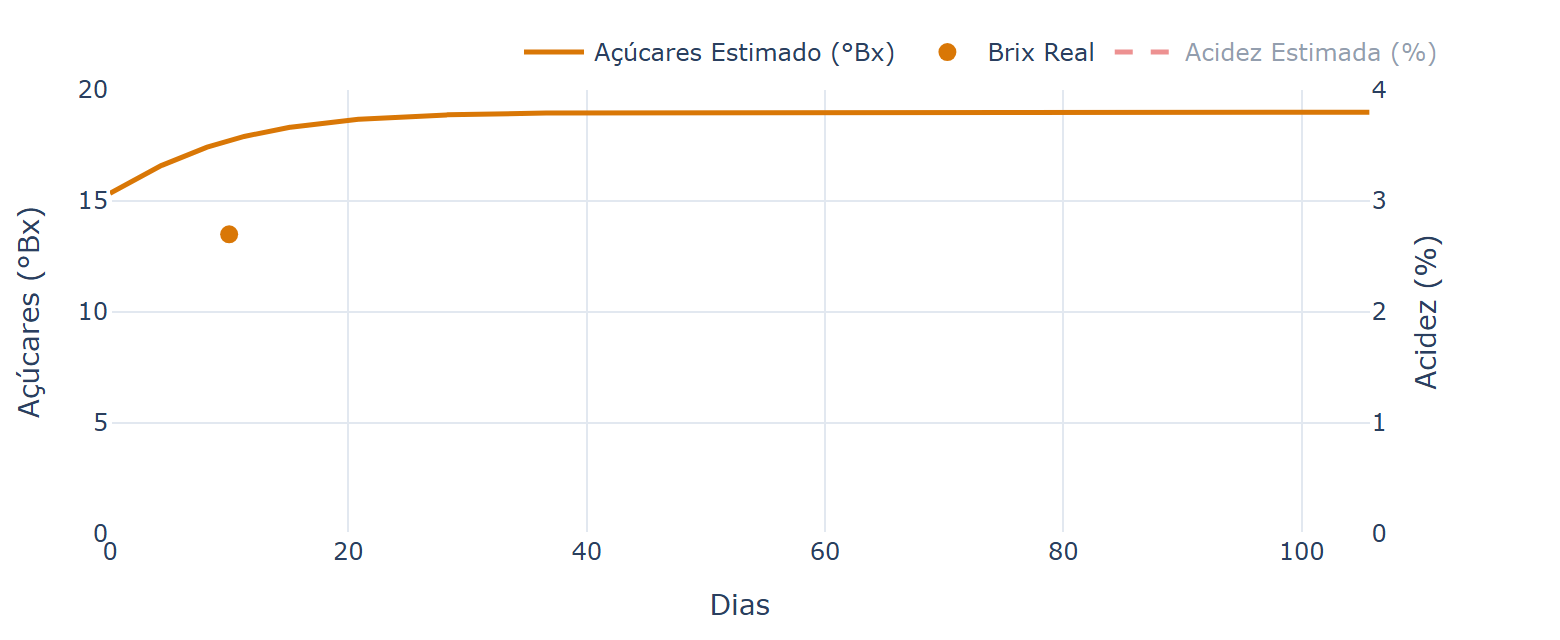 Açúcares Estimado (°Bx) Brix Real Acidez Estimada (%)
20 4
15 3
10 2
5 1
0 0
0 20 40 60 80 100
Açúcares (°Bx)
Acidez (%)
Dias